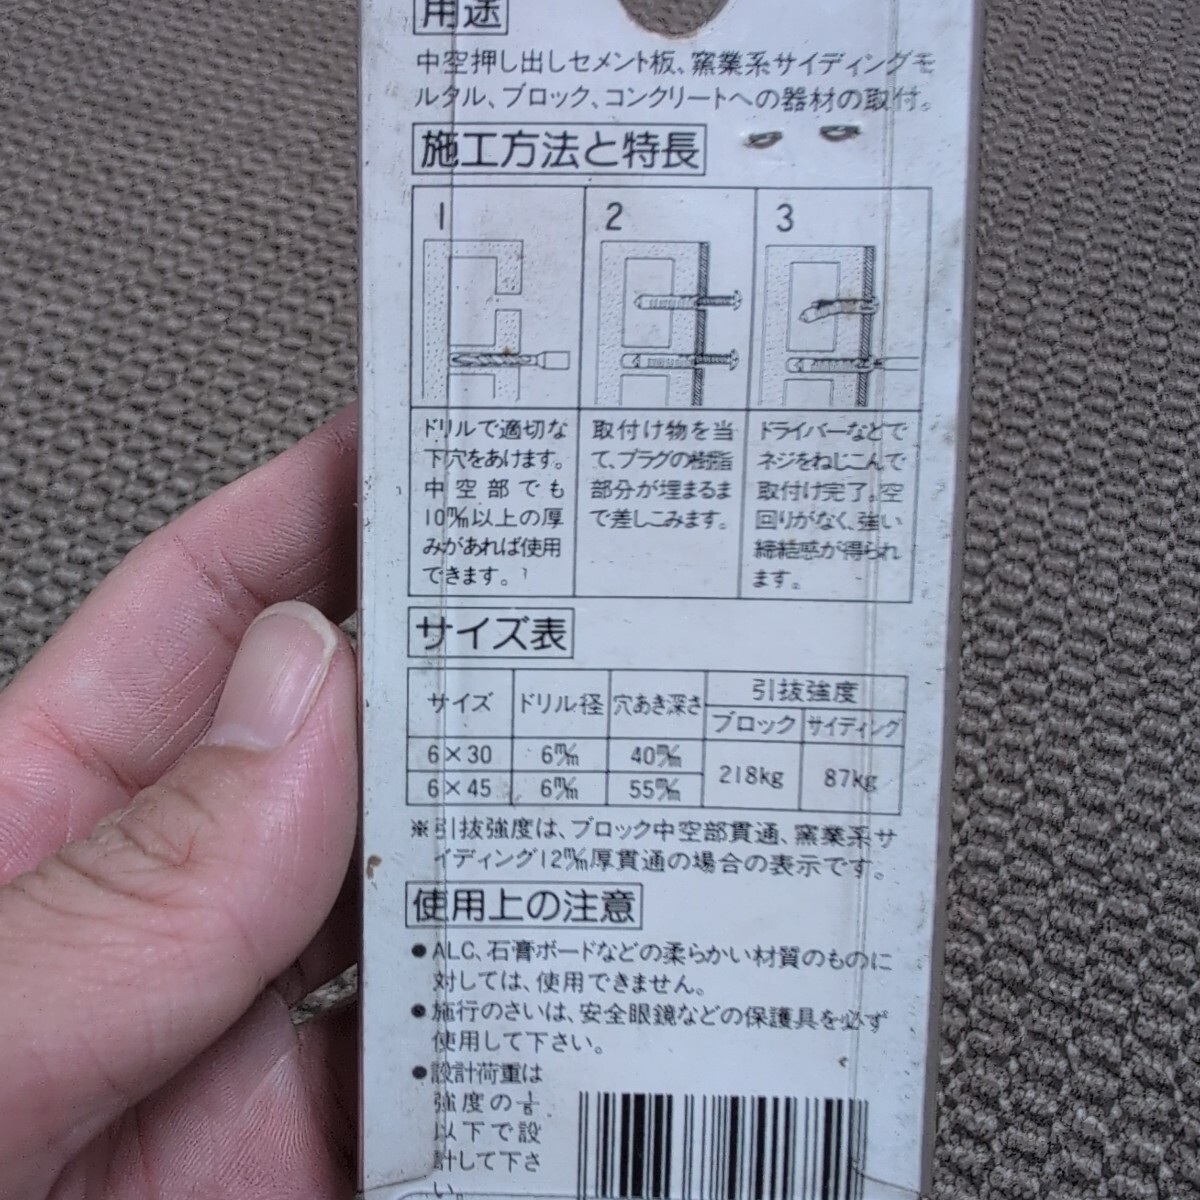 用途
中空押し出しセメント板、窯業系サイディングモ
ルタル、ブロック、コンクリートへの器材の取付。
施工方法と特長
1
2
3
ドリルで適切な
下穴をあけます。
中空部でも
10㎜以上の厚
みがあれば使用
できます。
取付け物を当
て、プラグの樹脂
部分が埋まるま
で差しこみます。
ドライバーなどで
ネジをねじこんで
取付け完了。空
回りがなく、強い
締結感が得られ
ます。
サイズ表
サイズ ドリル径 穴あき深さ 引抜強度
ブロック サイディング
6×30 6㎜ 40㎜ 218kg 87kg
6×45 6㎜ 55㎜
※引抜強度は、ブロック中空部貫通、窯業系サ
イディング12㎜厚貫通の場合の表示です。
使用上の注意
●ALC、石膏ボードなどの柔らかい材質のものに
対しては、使用できません。
●施行のさいは、安全眼鏡などの保護具を必ず
使用して下さい。
●設計荷重は
強度の
以下で設
計して下さ
い。